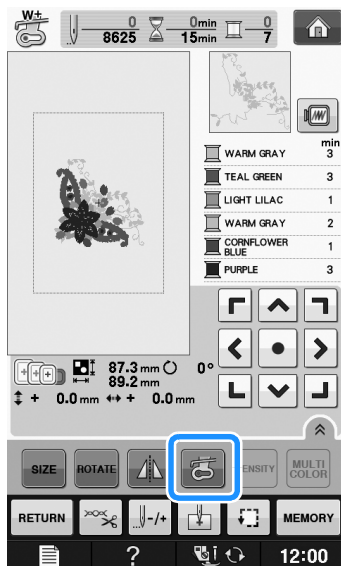 W+
0 0min 0
8625 15min 7
min
WARM GRAY 3
TEAL GREEN 3
LIGHT LILAC 1
WARM GRAY 2
CORNFLOWER
BLUE 1
PURPLE 3
87.3 mm 0°
89.2 mm
+ 0.0 mm + 0.0 mm
SIZE ROTATE MULTI
COLOR
RETURN -/+ MEMORY
? 12:00